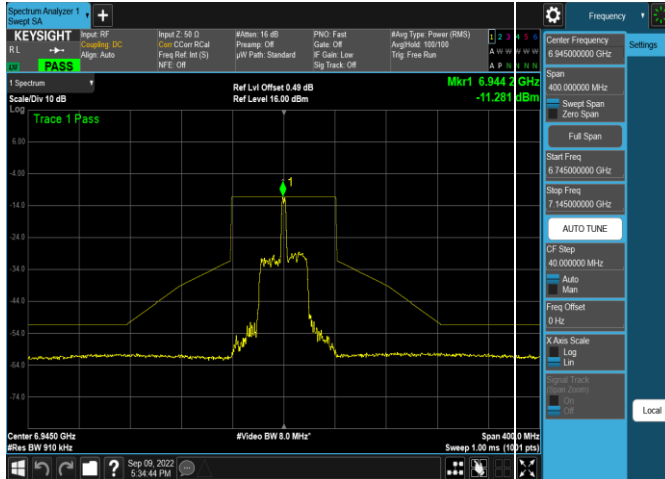 Spectrum Analyzer 1
Swept SA
KEYSIGHT
RL
PASS
Input: RF
Coupling: DC
Align: Auto
Input Z: 50 Ω
Corr CCorr RCal
Freq Ref: Int (S)
NFE: Off
#Atten: 16 dB
Preamp: Off
µW Path: Standard
PNO: Fast
Gate: Off
IF Gain: Low
Sig Track: Off
#Avg Type: Power (RMS)
Avg|Hold: 100/100
Trig: Free Run
1 2 3 4 5 6
A W W W W W
A P N N N N
1 Spectrum
Scale/Div 10 dB
Ref Lvl Offset 0.49 dB
Ref Level 16.00 dBm
Mkr1 6.944 2 GHz
-11.281 dBm
Log
Trace 1 Pass
1
6.00
-4.00
-14.0
-24.0
-34.0
-44.0
-54.0
-64.0
-74.0
Center 6.9450 GHz
#Res BW 910 kHz
#Video BW 8.0 MHz*
Span 400.0 MHz
Sweep 1.00 ms (1001 pts)
Sep 09, 2022
5:34:44 PM
Frequency
Settings
Center Frequency
6.945000000 GHz
Span
400.000000 MHz
Swept Span
Zero Span
Full Span
Start Freq
6.745000000 GHz
Stop Freq
7.145000000 GHz
AUTO TUNE
CF Step
40.000000 MHz
Auto
Man
Freq Offset
0 Hz
X Axis Scale
Log
Lin
Signal Track
(Span Zoom)
On
Off
Local